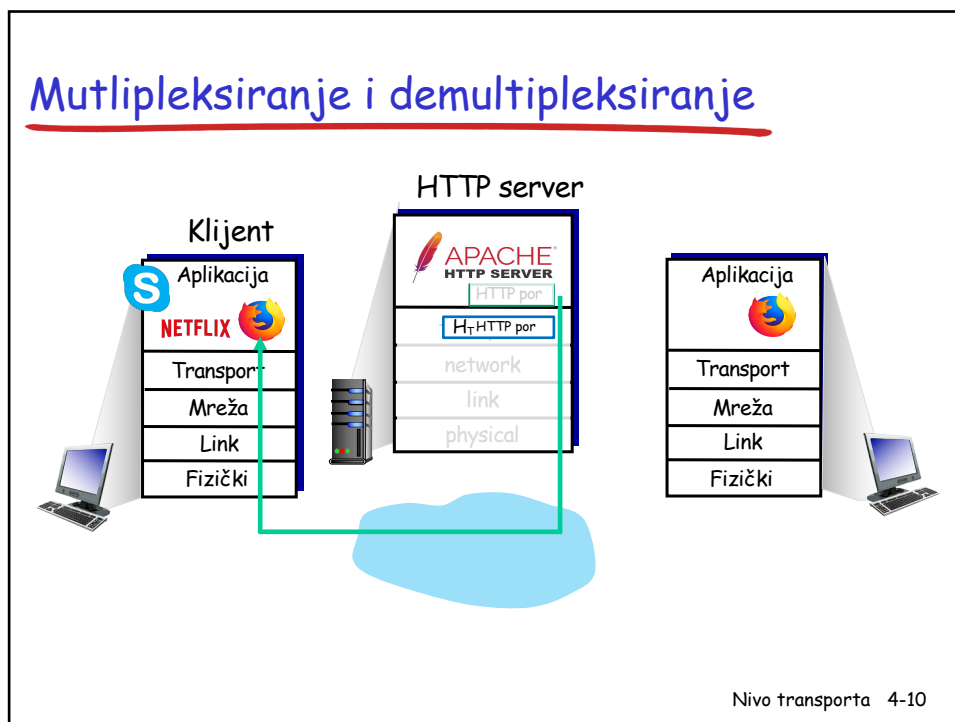 Mutlipleksiranje i demultipleksiranje
HTTP server
Klijent
APACHE
HTTP SERVER
HTTP por
HT HTTP por
network
link
physical
S
Aplikacija
NETFLIX
Transport
Mreža
Link
Fizički
Aplikacija
Transport
Mreža
Link
Fizički
Nivo transporta 4-10